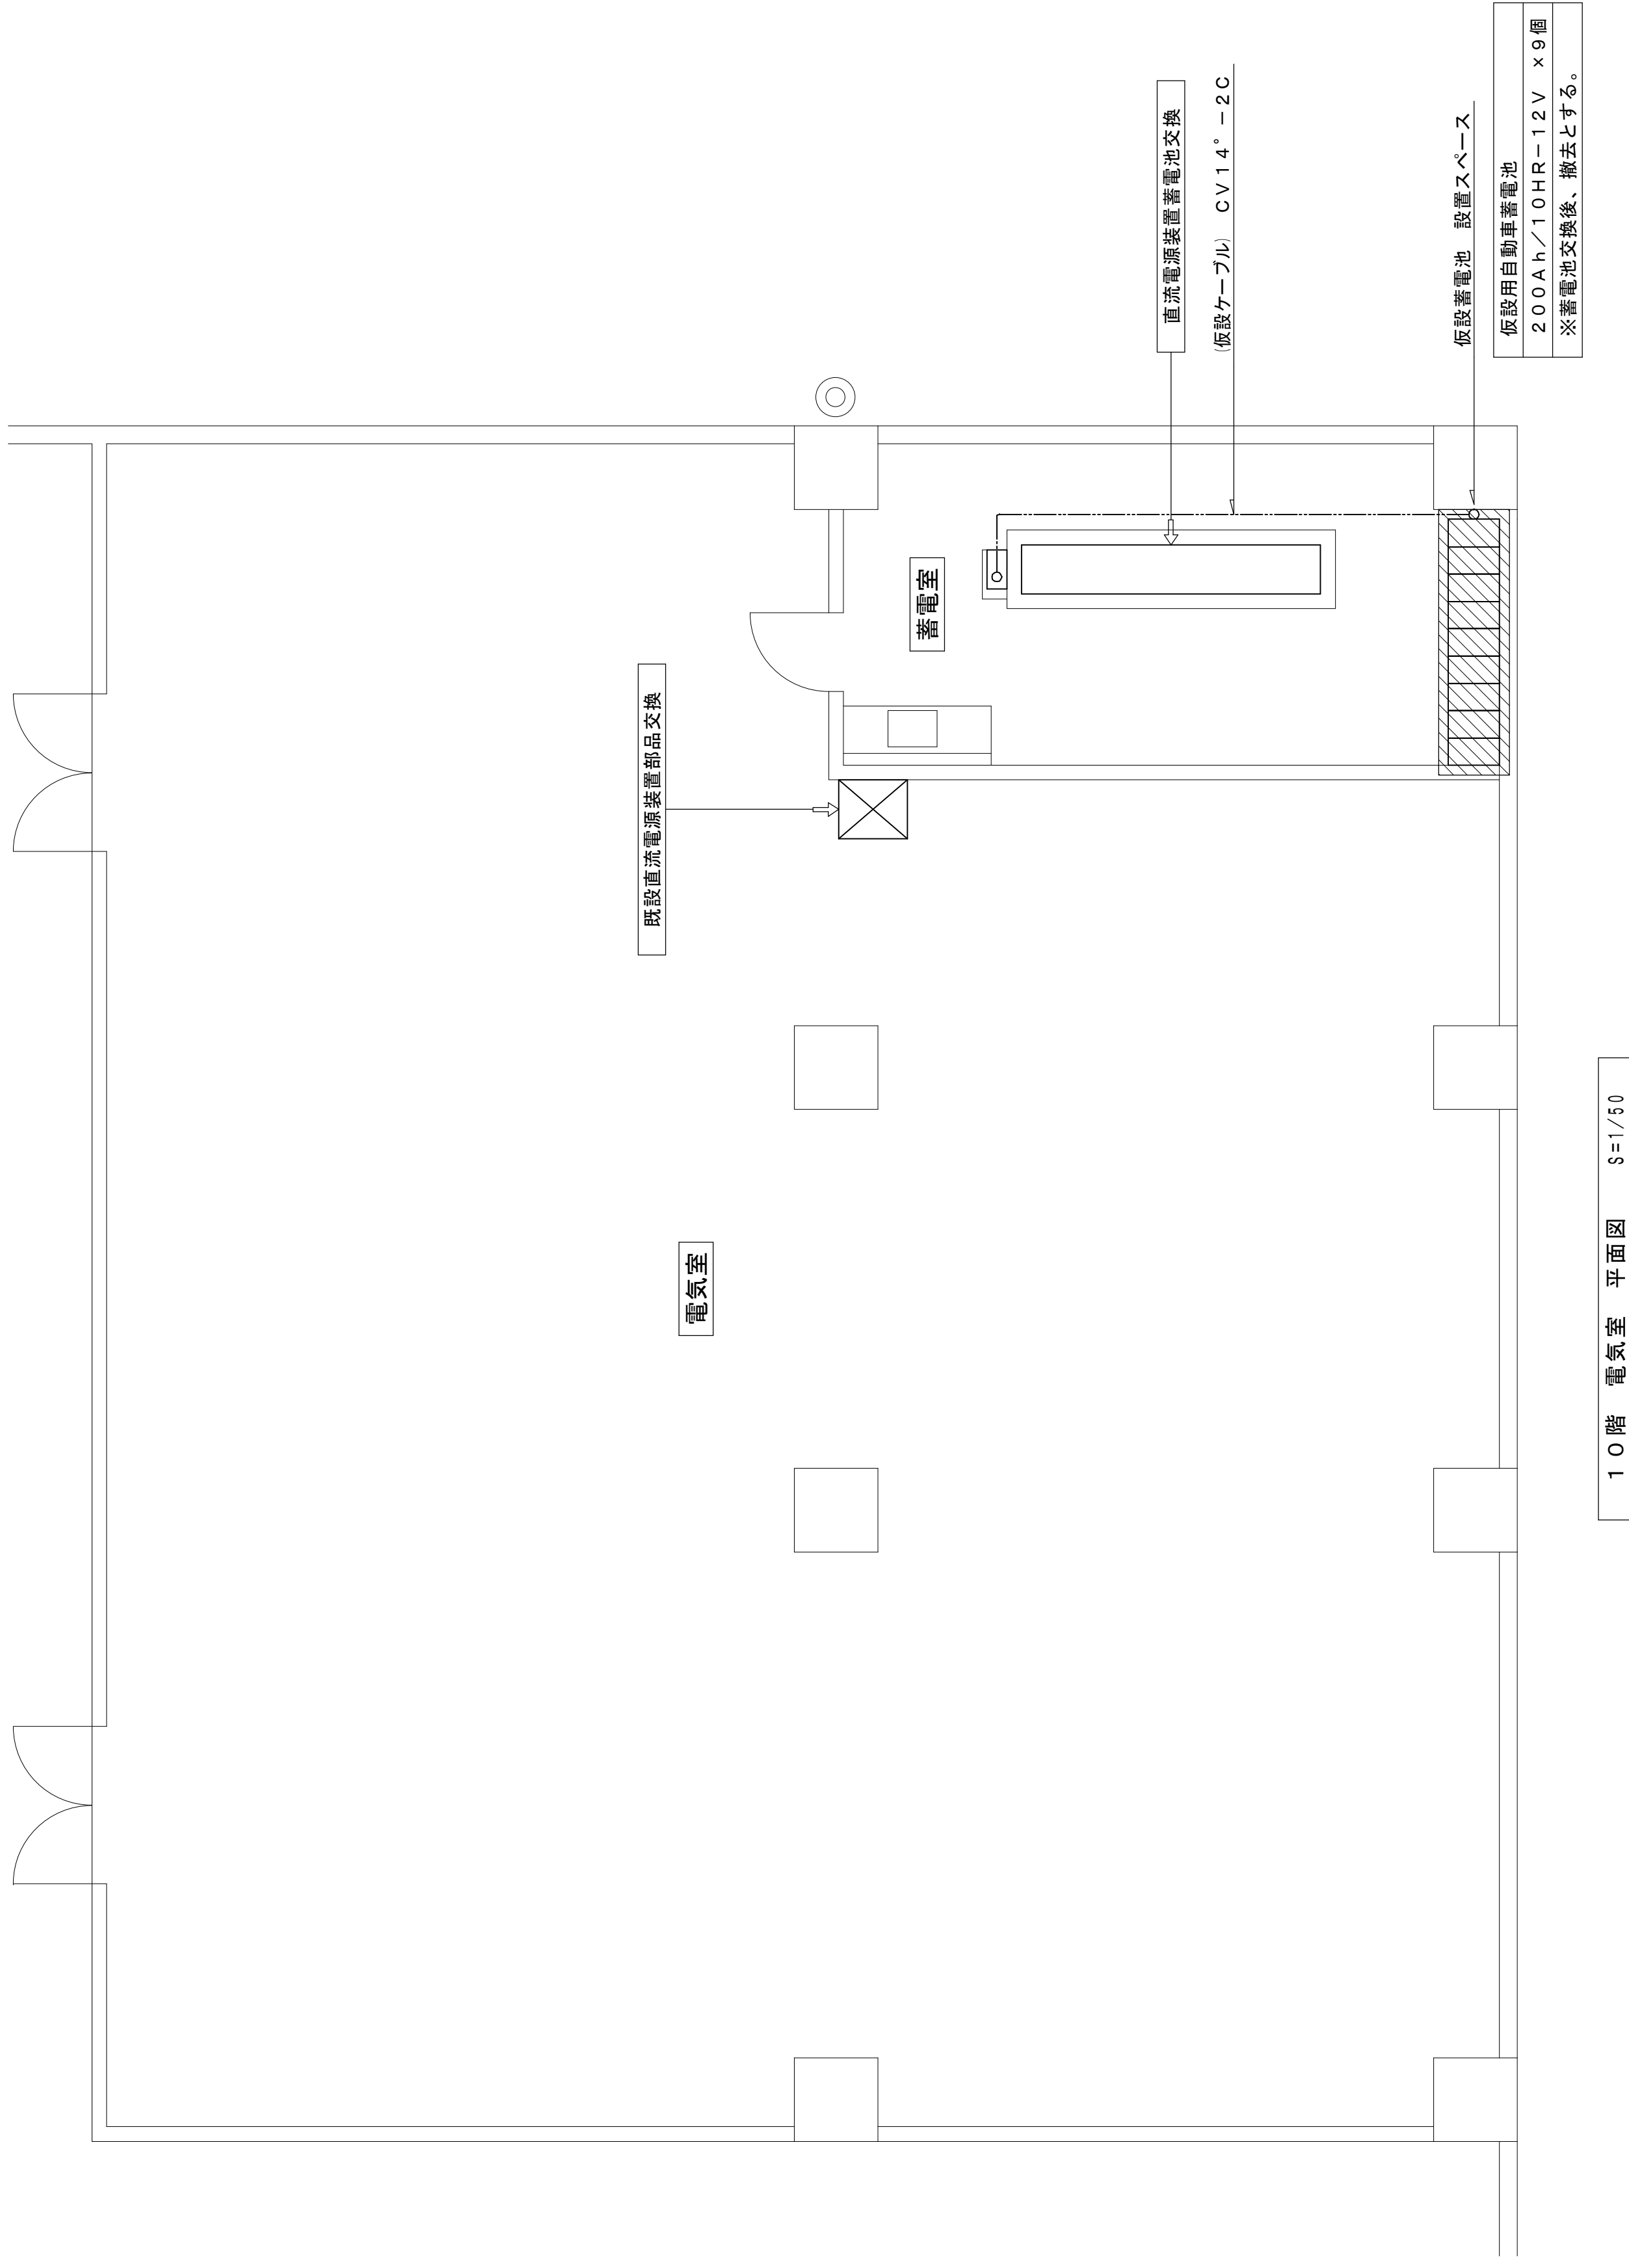 既設直流電源装置部品交換
電気室
蓄電室
直流電源装置蓄電池交換
(仮設ケーブル) ＣＶ１４゜－２Ｃ
仮設蓄電池　設置スペース
仮設用自動車蓄電池
２００Ａｈ／１０ＨＲ－１２Ｖ　×９個
※蓄電池交換後、撤去とする。
１０階　電気室　平面図　S=1/50